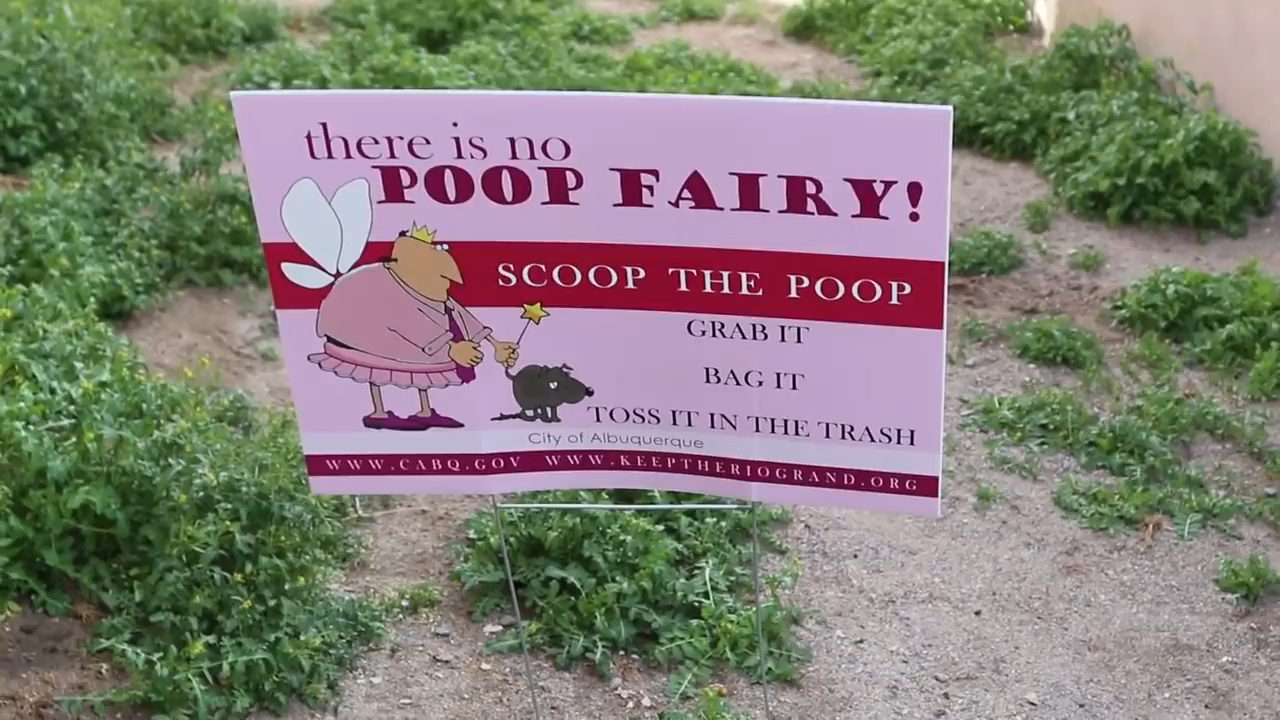 there is no
POOP FAIRY!
SCOOP THE POOP
GRAB IT
BAG IT
TOSS IT IN THE TRASH
City of Albuquerque
WWW.CABQ.GOV WWW.KEEPTHERIOGRAND.ORG